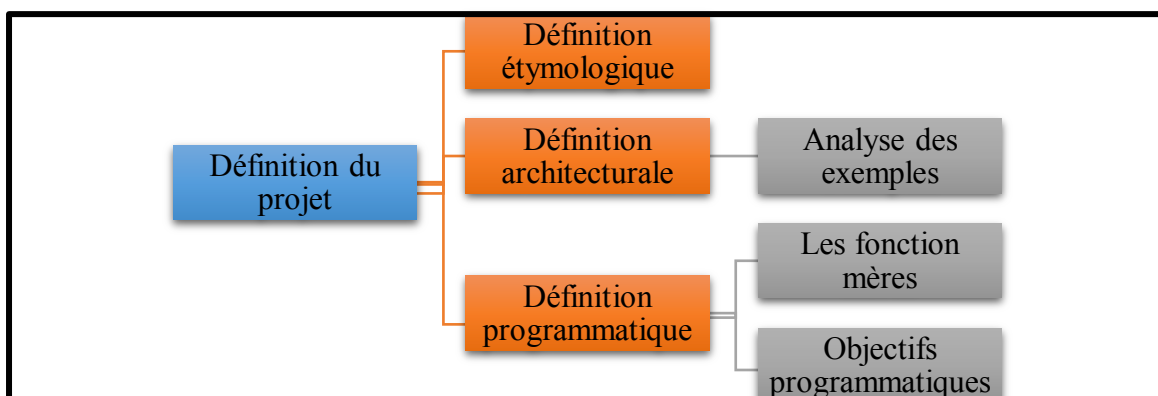 Définition
étymologique
Définition du
projet
Définition
architecturale
Analyse des
exemples
Définition
programmatique
Les fonction
mères
Objectifs
programmatiques